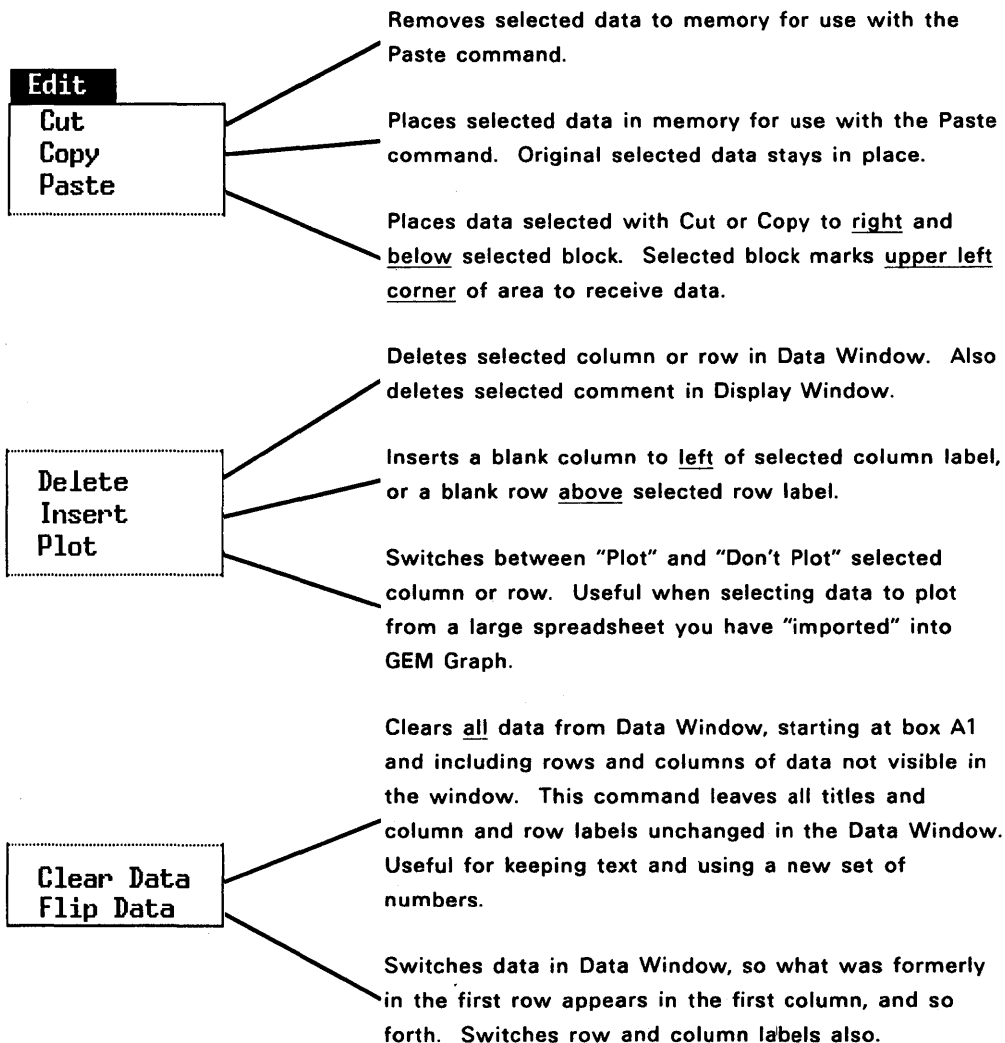 Removes selected data to memory for use with the
Paste command.
Edit
Cut
Copy
Paste
Places selected data in memory for use with the Paste
command. Original selected data stays in place.
Places data selected with Cut or Copy to right and
below selected block. Selected block marks upper left
corner of area to receive data.
Deletes selected column or row in Data Window. Also
deletes selected comment in Display Window.
Delete
Insert
Plot
Inserts a blank column to left of selected column label,
or a blank row above selected row label.
Switches between "Plot" and "Don't Plot" selected
column or row. Useful when selecting data to plot
from a large spreadsheet you have "imported" into
GEM Graph.
Clears all data from Data Window, starting at box A1
and including rows and columns of data not visible in
the window. This command leaves all titles and
column and row labels unchanged in the Data Window.
Useful for keeping text and using a new set of
numbers.
Clear Data
Flip Data
Switches data in Data Window, so what was formerly
in the first row appears in the first column, and so
forth. Switches row and column labels also.